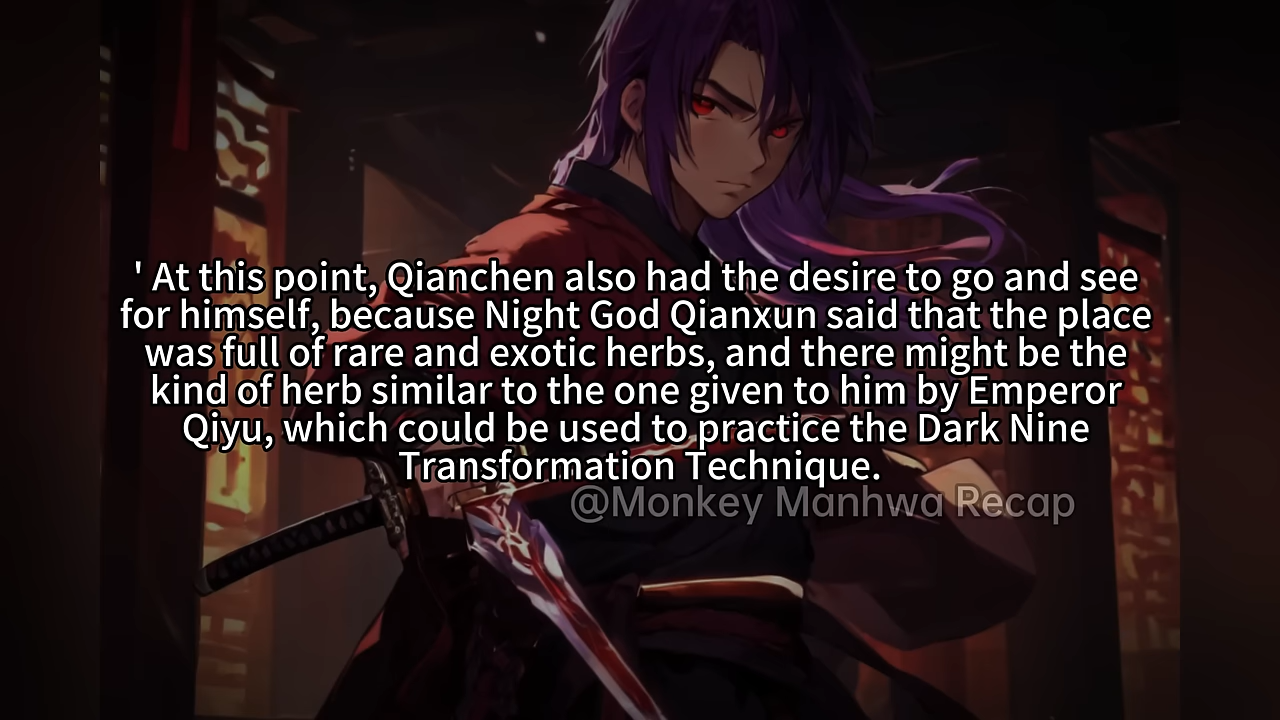 ' At this point, Qianchen also had the desire to go and see
for himself, because Night God Qianxun said that the place
was full of rare and exotic herbs, and there might be the
kind of herb similar to the one given to him by Emperor
Qiyu, which could be used to practice the Dark Nine
Transformation Technique.
@Monkey Manhwa Recap